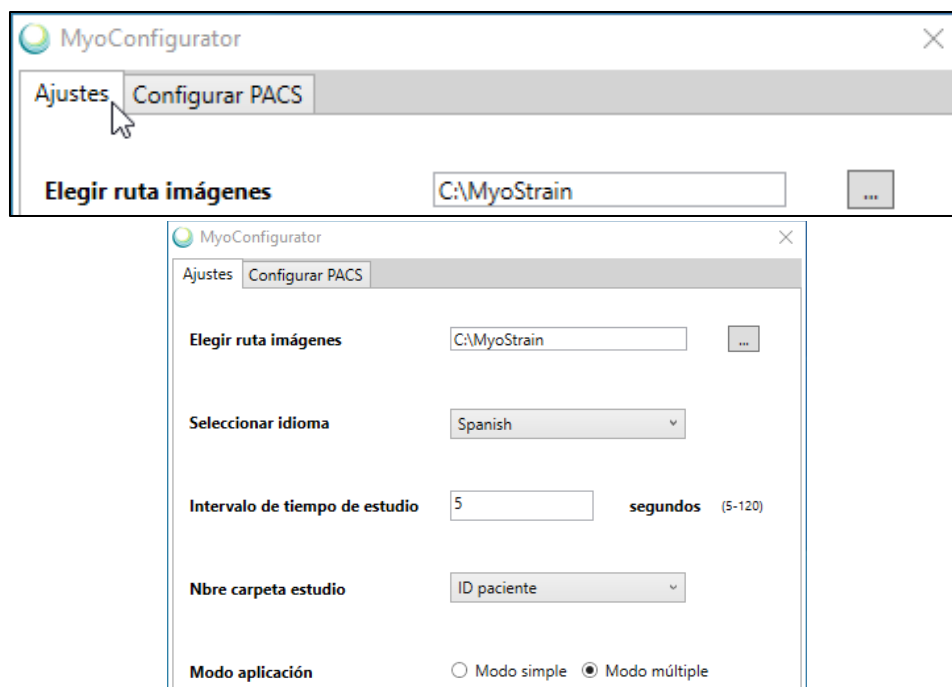 MyoConfigurator
Ajustes Configurar PACS
Elegir ruta imágenes C:\MyoStrain ...
MyoConfigurator
Ajustes Configurar PACS
Elegir ruta imágenes C:\MyoStrain ...
Seleccionar idioma Spanish
Intervalo de tiempo de estudio 5 segundos (5-120)
Nbre carpeta estudio ID paciente
Modo aplicación Modo simple Modo múltiple